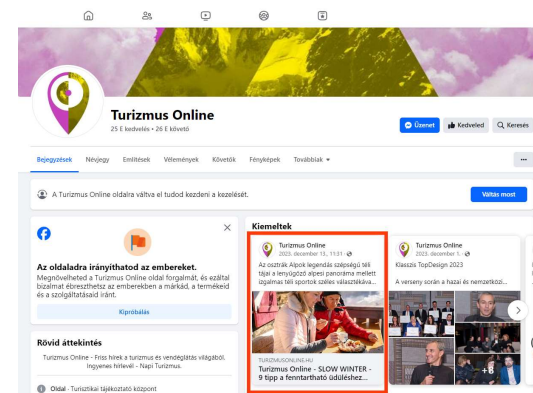 Turizmus Online
25 E kedvelés • 26 E követő
Üzenet
Kedveled
Keresés
Bejegyzések Névjegy Említések Vélemények Követők Fényképek Továbbiak
A Turizmus Online oldalra váltva el tudod kezdeni a kezelését.
Váltás most
Az oldaladra irányíthatod az embereket.
Megnövelheted a Turizmus Online oldal forgalmát, és ezáltal
bizalmat ébreszthetsz az emberekben a márkád, a termékeid
és a szolgáltatásaid iránt.
Kipróbálás
Rövid áttekintés
Turizmus Online - Friss hírek a turizmus és vendéglátás világából.
Ingyenes hírlevél - Napi Turizmus.
Oldal · Turisztikai tájékoztató központ
Kiemeltek
Turizmus Online
2023. december 13., 11:31
Az osztrák Alpok legendás szépségű téli
tájai a lenyűgöző alpesi panoráma mellett
izgalmas téli sportok széles választékáva...
TURIZMUSONLINE.HU
Turizmus Online - SLOW WINTER -
9 tipp a fenntartható üdüléshez...
Turizmus Online
2023. december 1.
Klasszis TopDesign 2023
A verseny során a hazai és nemzetközi...
+8